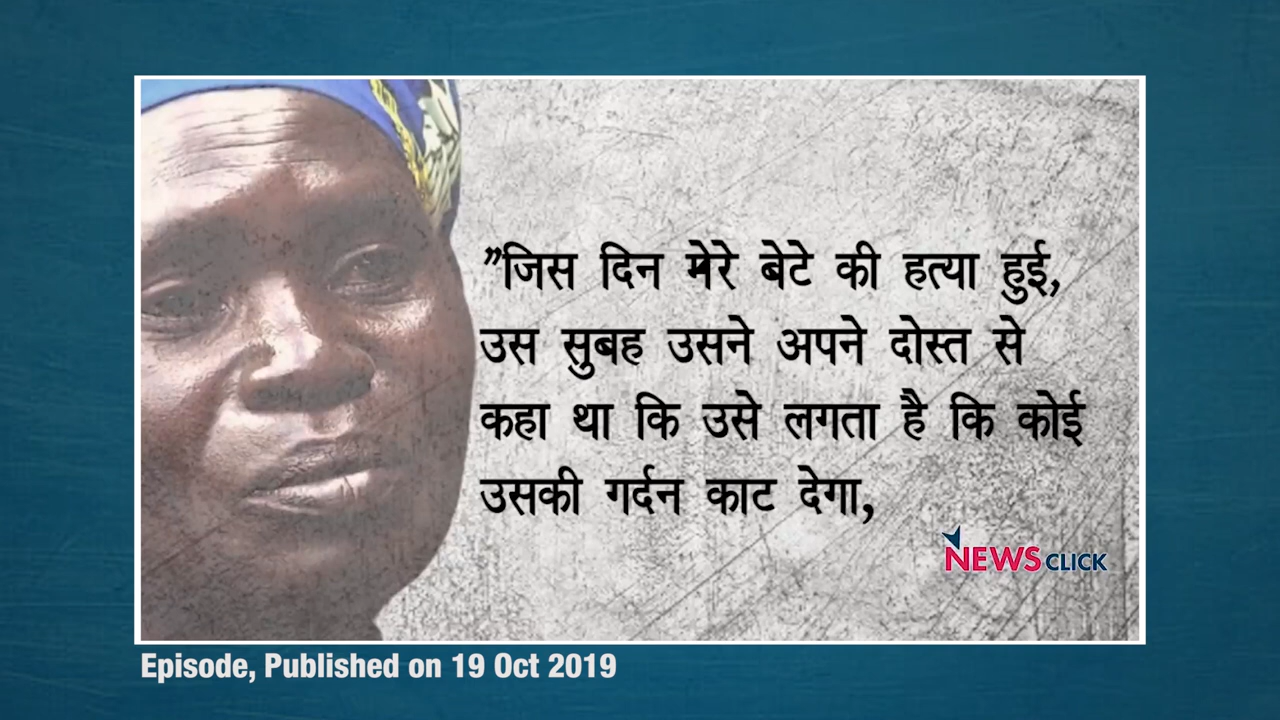 ”जिस दिन मेरे बेटे की हत्या हुई,
उस सुबह उसने अपने दोस्त से
कहा था कि उसे लगता है कि कोई
उसकी गर्दन काट देगा,
NEWSCLICK
Episode, Published on 19 Oct 2019